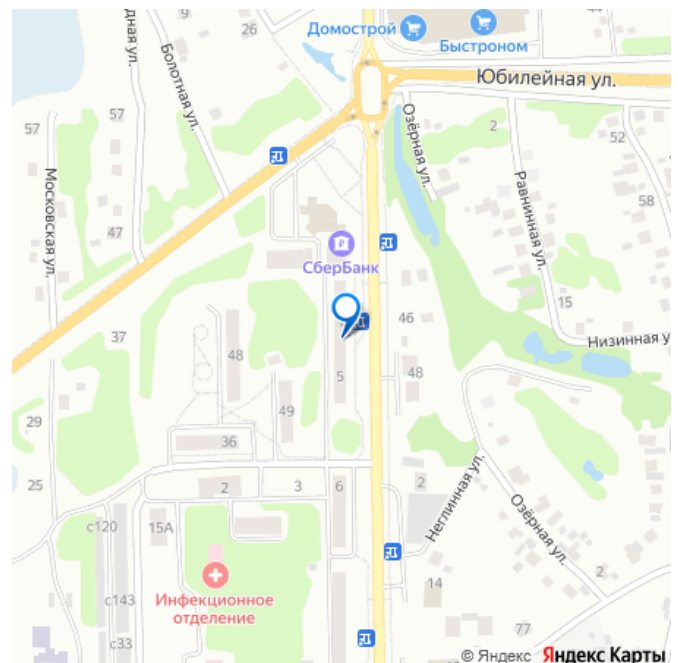 9
26
Домострой
Быстроном
дная ул.
Болотная ул.
Юбилейная ул.
57
57
Озёрная ул.
2
52
Московская ул.
47
Равнинная ул.
58
СберБанк
15
37
46
Низинная у
48
5
48
49
29
36
Неглинная ул.
25
2
3
6
2
Озёрная ул.
с120
15А
Инфекционное
отделение
с143
14
2
с33
77
© Яндекс Яндекс Карты